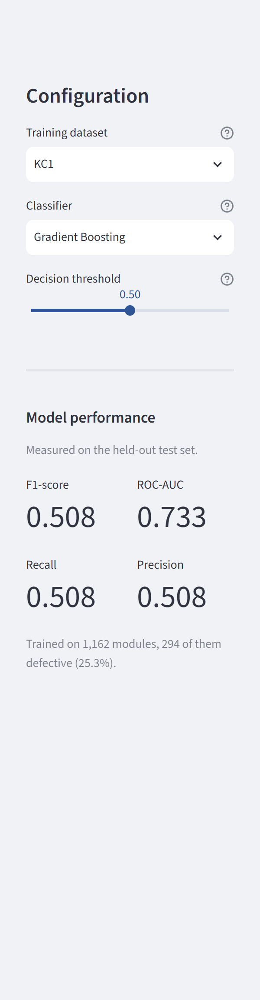 Configuration
Training dataset
KC1
Classifier
Gradient Boosting
Decision threshold
0.50
Model performance
Measured on the held-out test set.
F1-score
ROC-AUC
0.508
0.733
Recall
Precision
0.508
0.508
Trained on 1,162 modules, 294 of them
defective (25.3%).